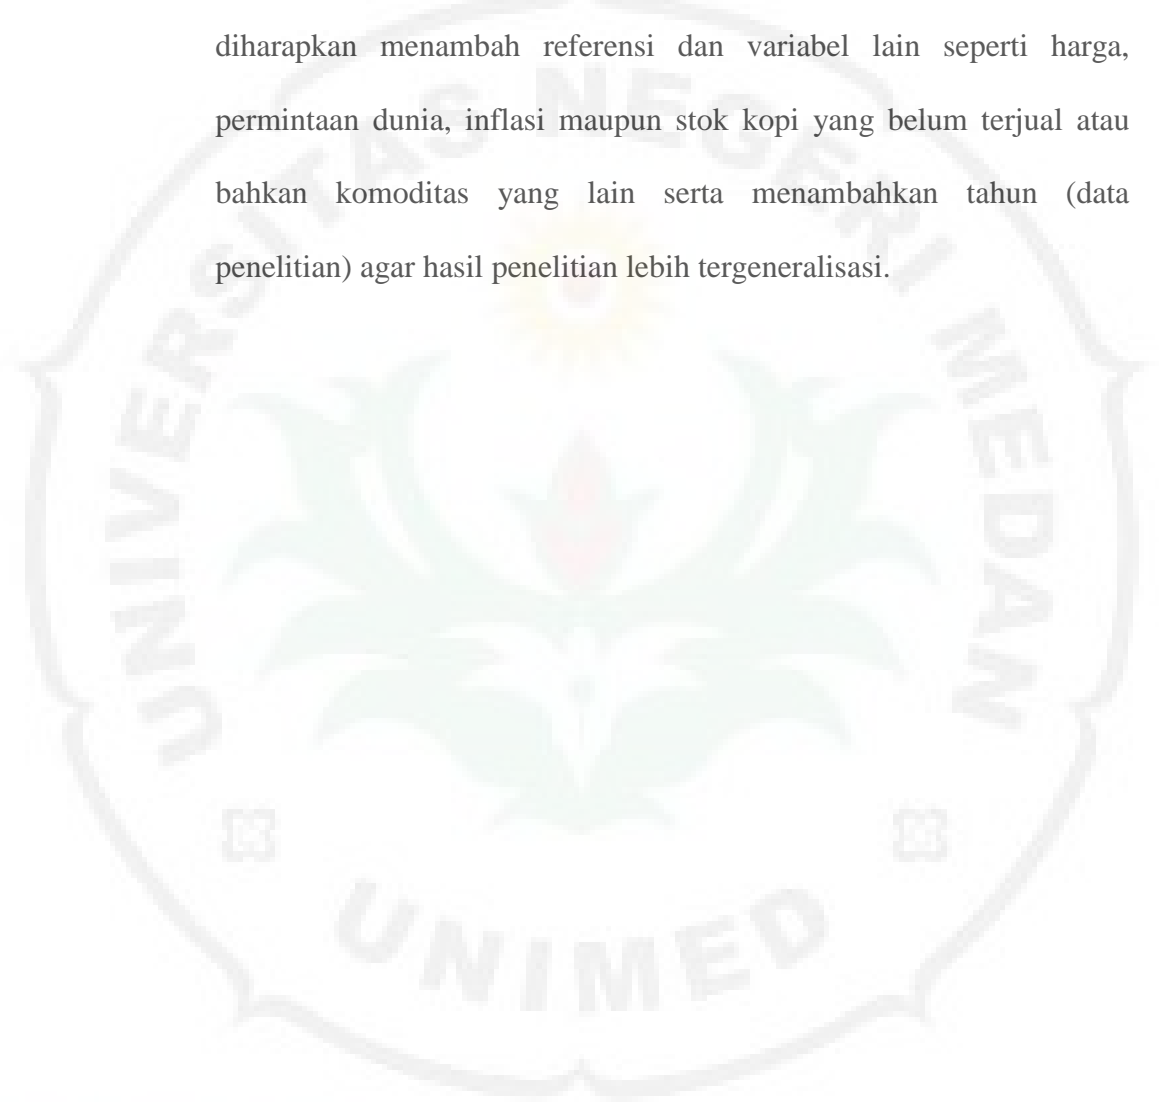 diharapkan menambah referensi dan variabel lain seperti harga,
permintaan dunia, inflasi maupun stok kopi yang belum terjual atau
bahkan komoditas yang lain serta menambahkan tahun (data
penelitian) agar hasil penelitian lebih tergeneralisasi.
UNIVERSITAS NEGERI MEDAN
UNIMED